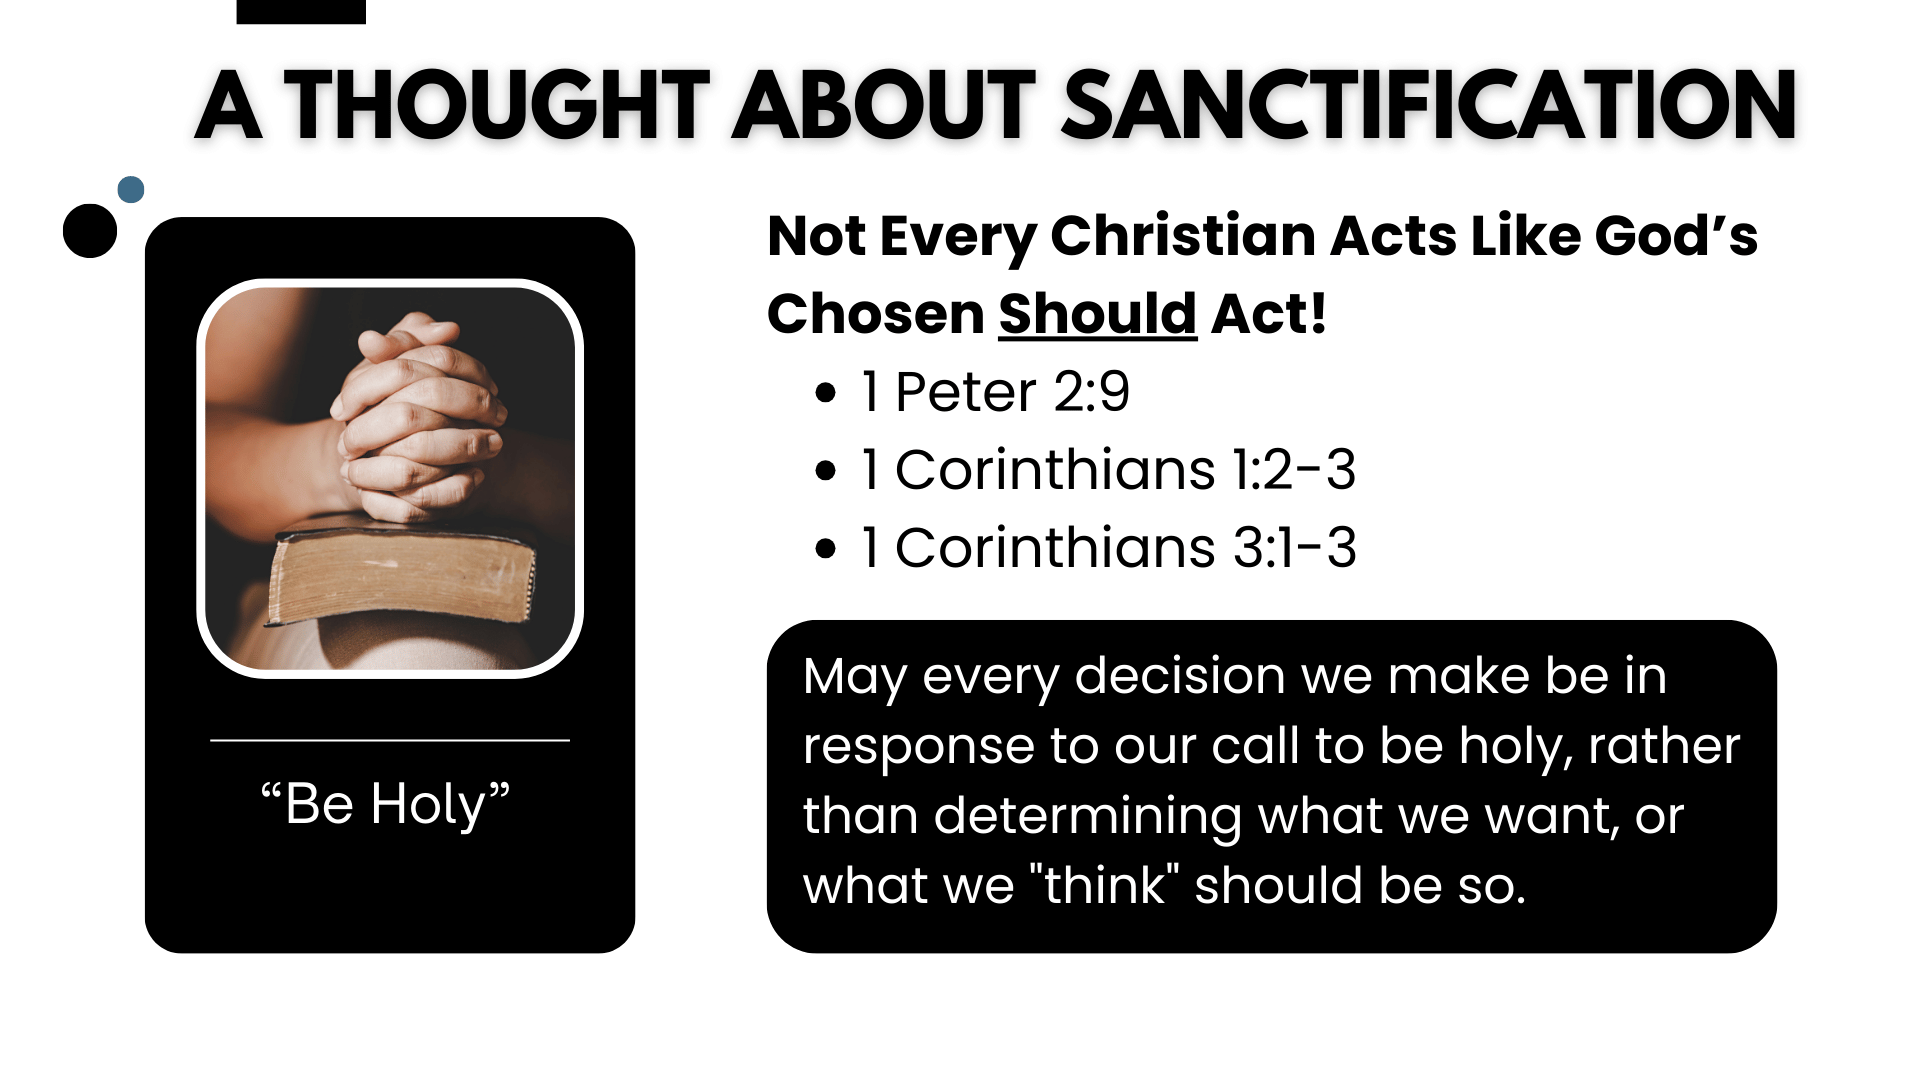 A THOUGHT ABOUT SANCTIFICATION
Not Every Christian Acts Like God’s
Chosen Should Act!
• 1 Peter 2:9
• 1 Corinthians 1:2-3
• 1 Corinthians 3:1-3
“Be Holy”
May every decision we make be in
response to our call to be holy, rather
than determining what we want, or
what we "think" should be so.